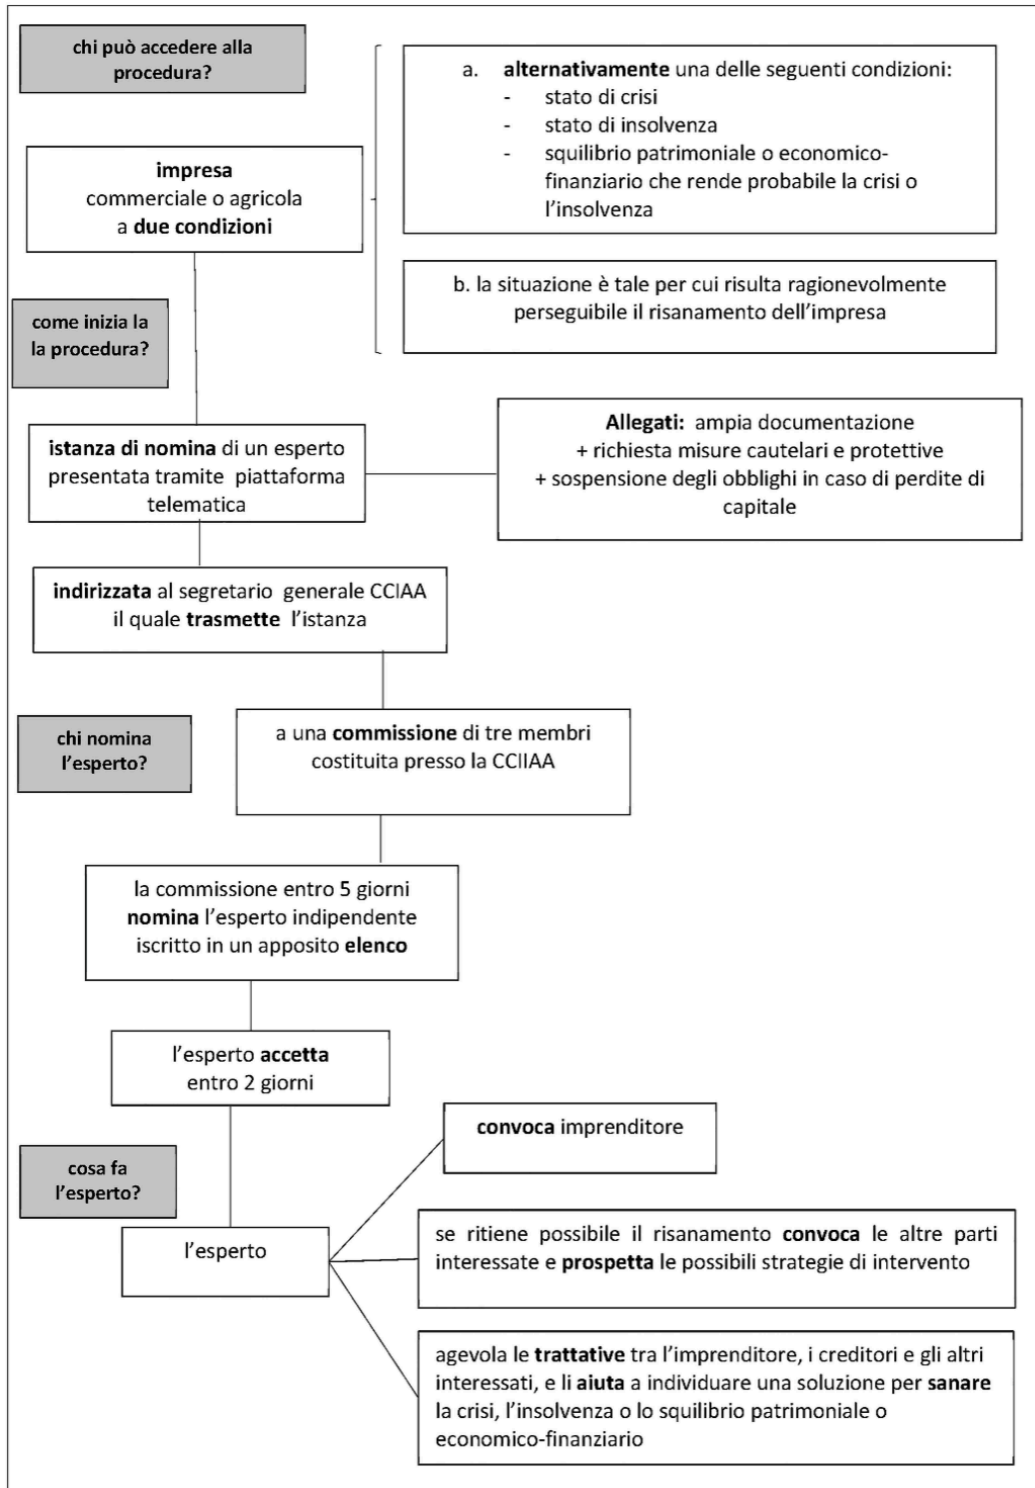 chi può accedere alla
procedura?
impresa
commerciale o agricola
a due condizioni
a. alternativamente una delle seguenti condizioni:
- stato di crisi
- stato di insolvenza
- squilibrio patrimoniale o economico-
finanziario che rende probabile la crisi o
l’insolvenza
b. la situazione è tale per cui risulta ragionevolmente
perseguibile il risanamento dell’impresa
come inizia la
la procedura?
istanza di nomina di un esperto
presentata tramite piattaforma
telematica
Allegati: ampia documentazione
+ richiesta misure cautelari e protettive
+ sospensione degli obblighi in caso di perdite di
capitale
indirizzata al segretario generale CCIAA
il quale trasmette l’istanza
chi nomina
l’esperto?
a una commissione di tre membri
costituita presso la CCIIAA
la commissione entro 5 giorni
nomina l’esperto indipendente
iscritto in un apposito elenco
l’esperto accetta
entro 2 giorni
cosa fa
l’esperto?
l’esperto
convoca imprenditore
se ritiene possibile il risanamento convoca le altre parti
interessate e prospetta le possibili strategie di intervento
agevola le trattative tra l’imprenditore, i creditori e gli altri
interessati, e li aiuta a individuare una soluzione per sanare
la crisi, l’insolvenza o lo squilibrio patrimoniale o
economico-finanziario